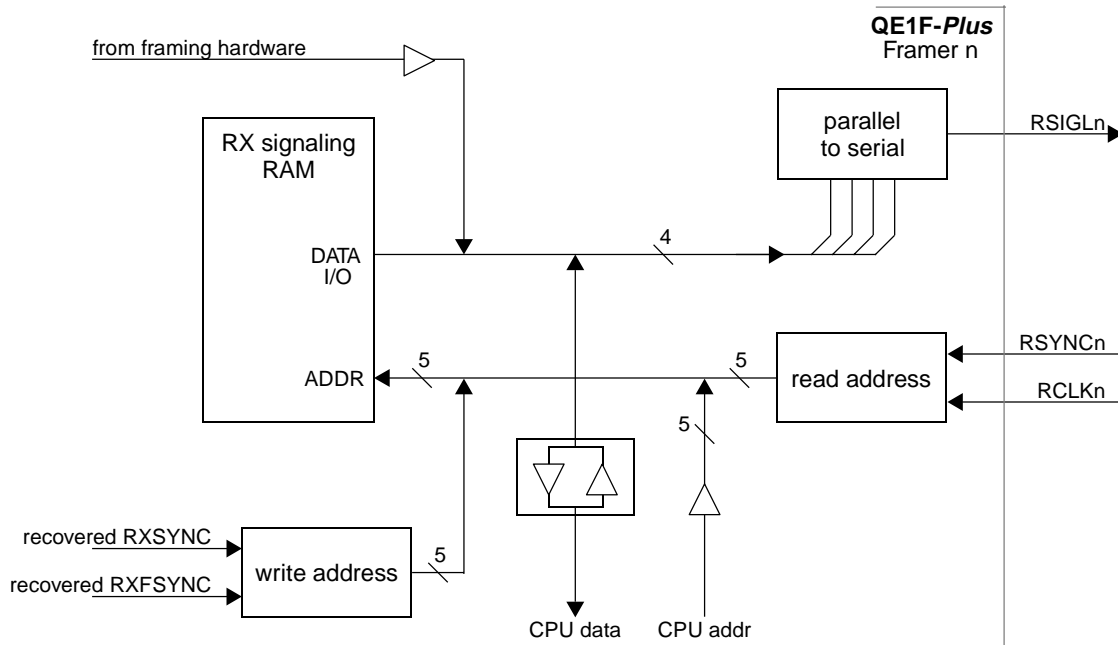 QE1F-Plus
Framer n
from framing hardware
parallel
to serial
RSIGLn
RX signaling
RAM
DATA
I/O
4
RSYNCn
ADDR
5
5
read address
RCLKn
5
recovered RXSYNC
write address
5
recovered RXFSYNC
CPU data
CPU addr